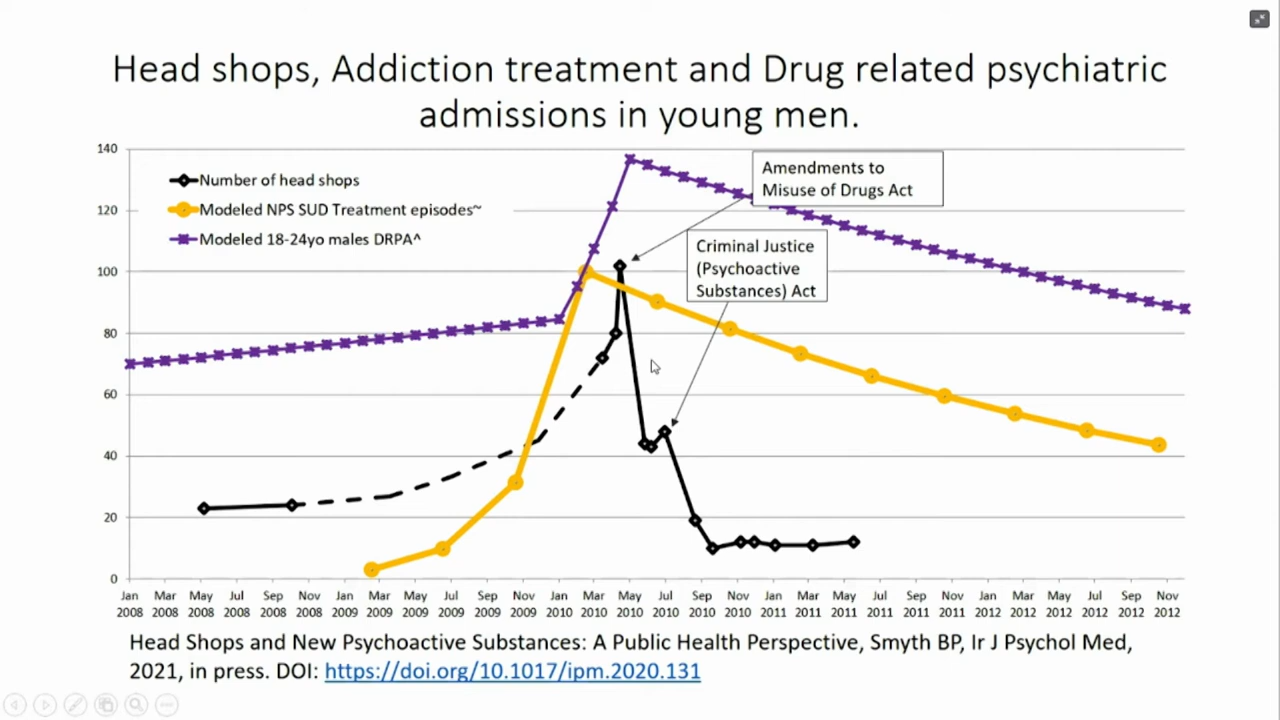 Head shops, Addiction treatment and Drug related psychiatric
admissions in young men.
140
120
100
80
60
40
20
0
Number of head shops
Modeled NPS SUD Treatment episodes~
Modeled 18-24yo males DRPA^
Amendments to
Misuse of Drugs Act
Criminal Justice
(Psychoactive
Substances) Act
Jan Mar May Jul Sep Nov Jan Mar May Jul Sep Nov Jan Mar May Jul Sep Nov Jan Mar May Jul Sep Nov Jan Mar May Jul Sep Nov
2008 2008 2008 2008 2008 2008 2009 2009 2009 2009 2009 2009 2010 2010 2010 2010 2010 2010 2011 2011 2011 2011 2011 2011 2012 2012 2012 2012 2012 2012
Head Shops and New Psychoactive Substances: A Public Health Perspective, Smyth BP, Ir J Psychol Med,
2021, in press. DOI: https://doi.org/10.1017/ipm.2020.131